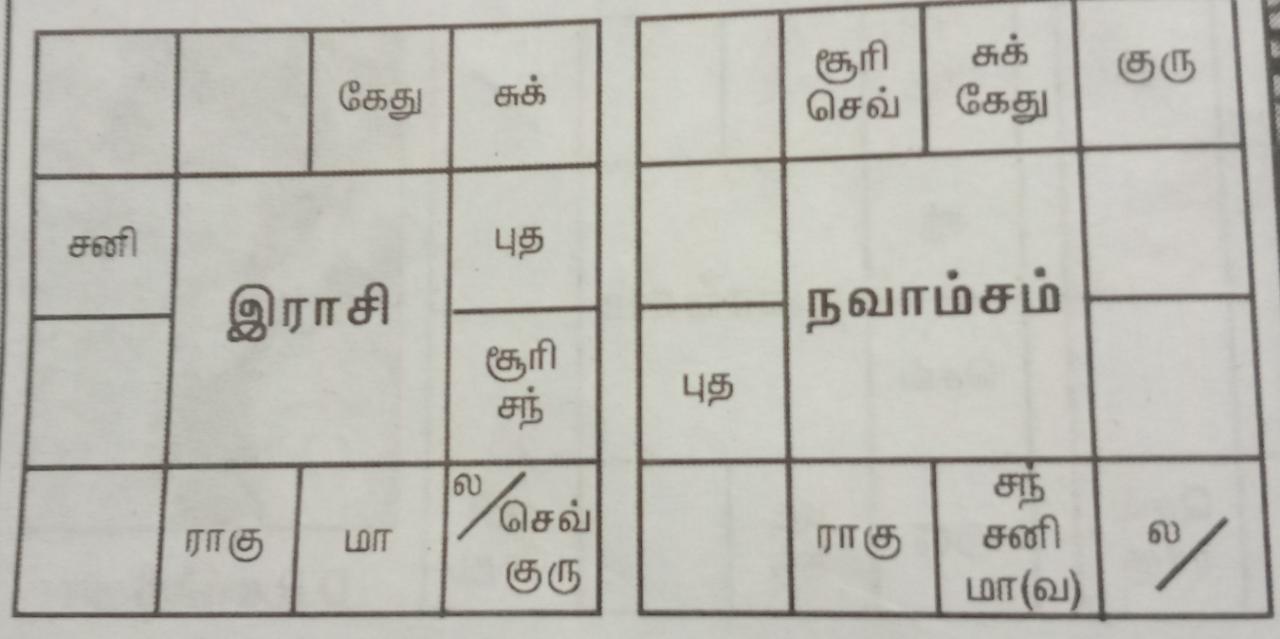 கேது
சுக்
சனி
இராசி
புத
சூரி
சந்
ராகு
மா
ல/
செவ்
குரு
சூரி
செவ்
சுக்
கேது
குரு
நவாம்சம்
புத
ராகு
சந்
சனி
மா(வ)
ல/